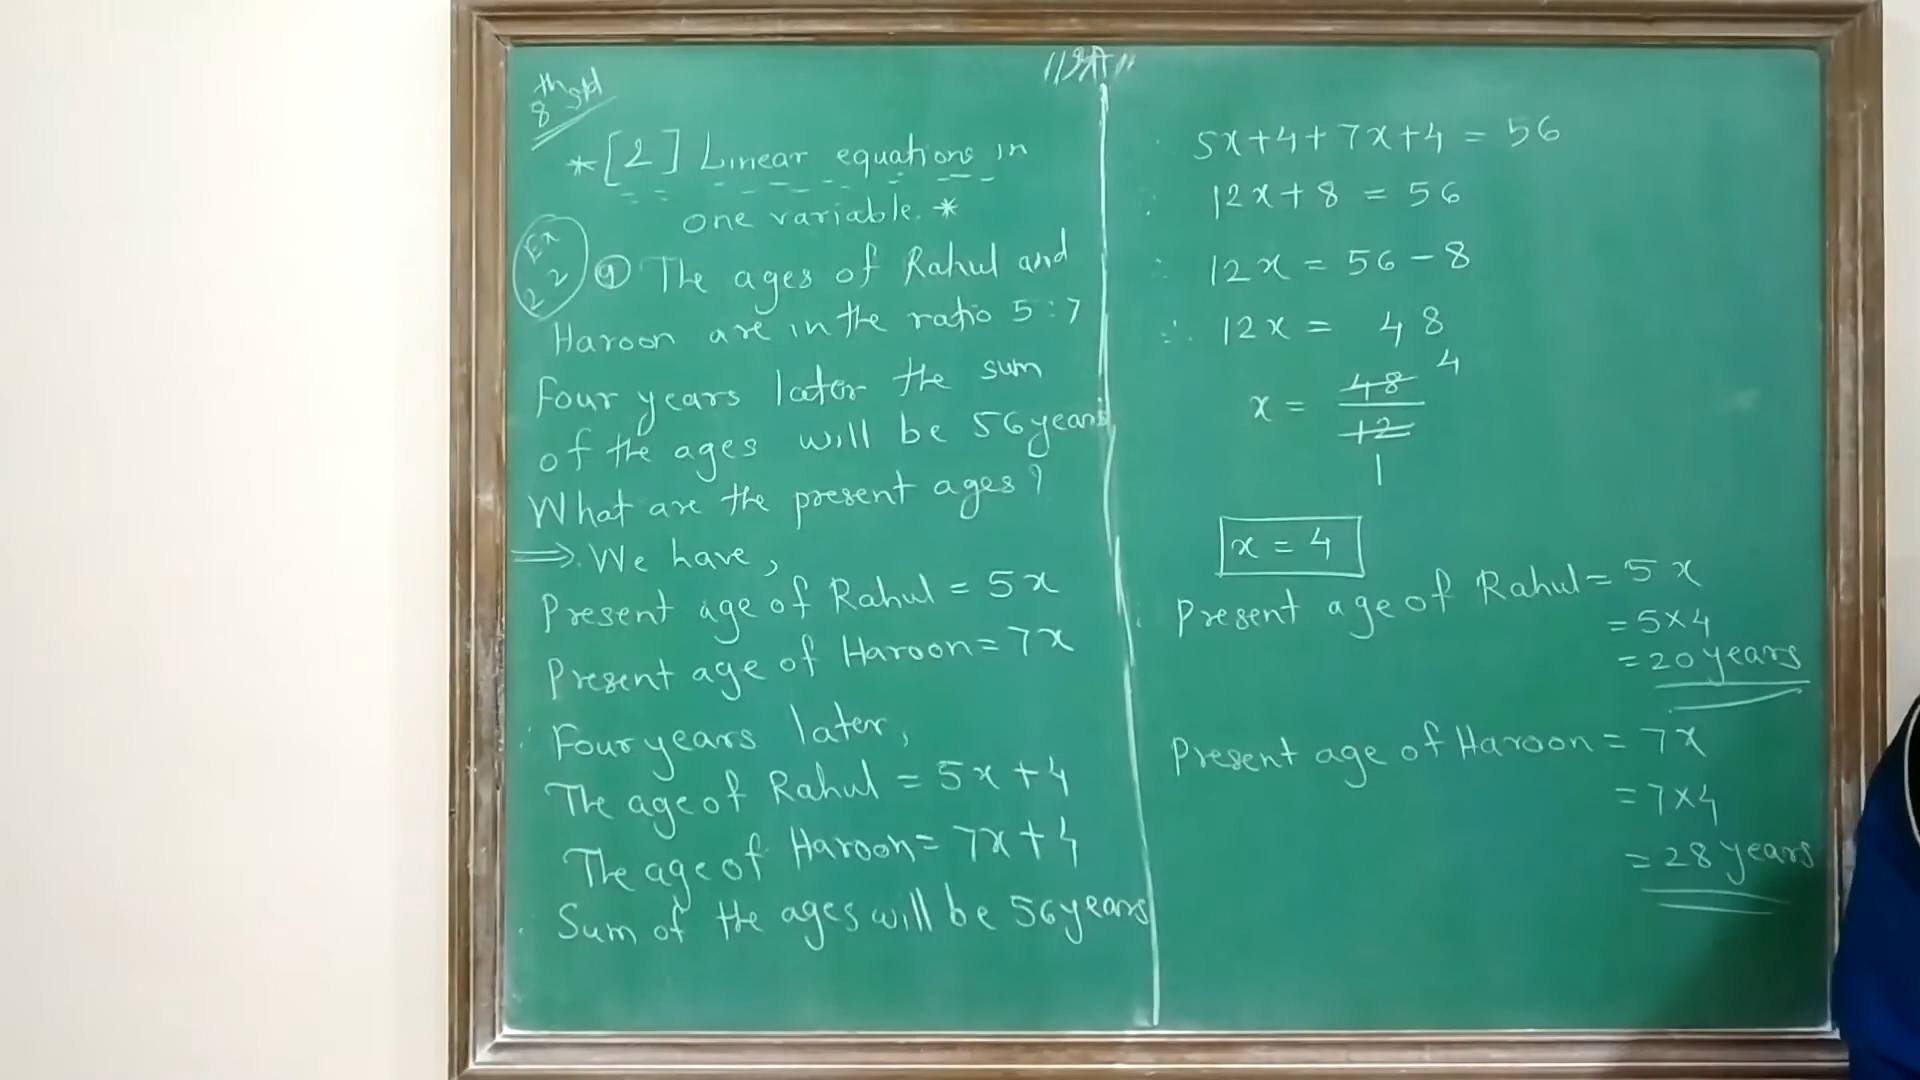 8th std
*[2] Linear equations in
one variable. *
Ex
2 2
9 The ages of Rahul and
Haroon are in the ratio 5:7
Four years later the sum
of the ages will be 56 years
What are the present ages?
⇒ We have,
Present age of Rahul = 5x
Present age of Haroon = 7x
Four years later,
The age of Rahul = 5x+4
The age of Haroon = 7x+4
Sum of the ages will be 56 years
5x+4+7x+4 = 56
12x+8 = 56
12x = 56-8
∴ 12x = 48
4
x = 48/12
1
x = 4
Present age of Rahul = 5x
= 5×4
= 20 years
Present age of Haroon = 7x
= 7×4
= 28 years